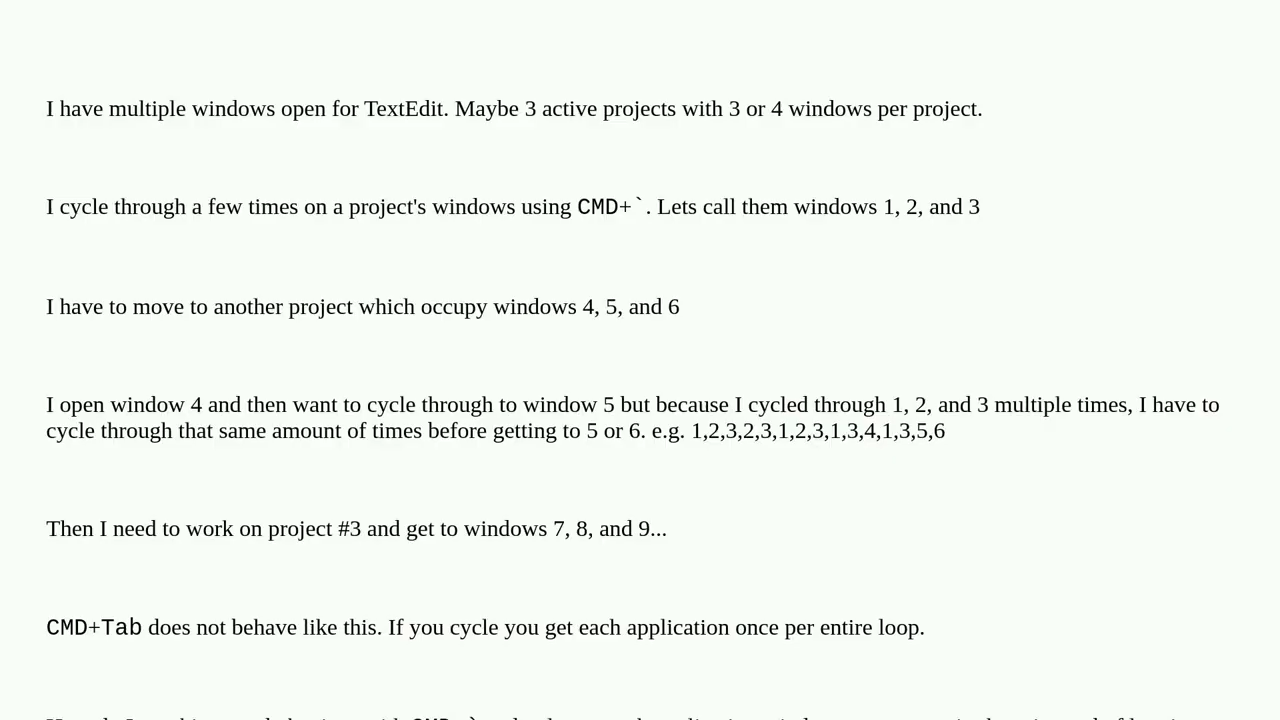 I have multiple windows open for TextEdit. Maybe 3 active projects with 3 or 4 windows per project.
I cycle through a few times on a project's windows using CMD+`. Lets call them windows 1, 2, and 3
I have to move to another project which occupy windows 4, 5, and 6
I open window 4 and then want to cycle through to window 5 but because I cycled through 1, 2, and 3 multiple times, I have to
cycle through that same amount of times before getting to 5 or 6. e.g. 1,2,3,2,3,1,2,3,1,3,4,1,3,5,6
Then I need to work on project #3 and get to windows 7, 8, and 9...
CMD+Tab does not behave like this. If you cycle you get each application once per entire loop.